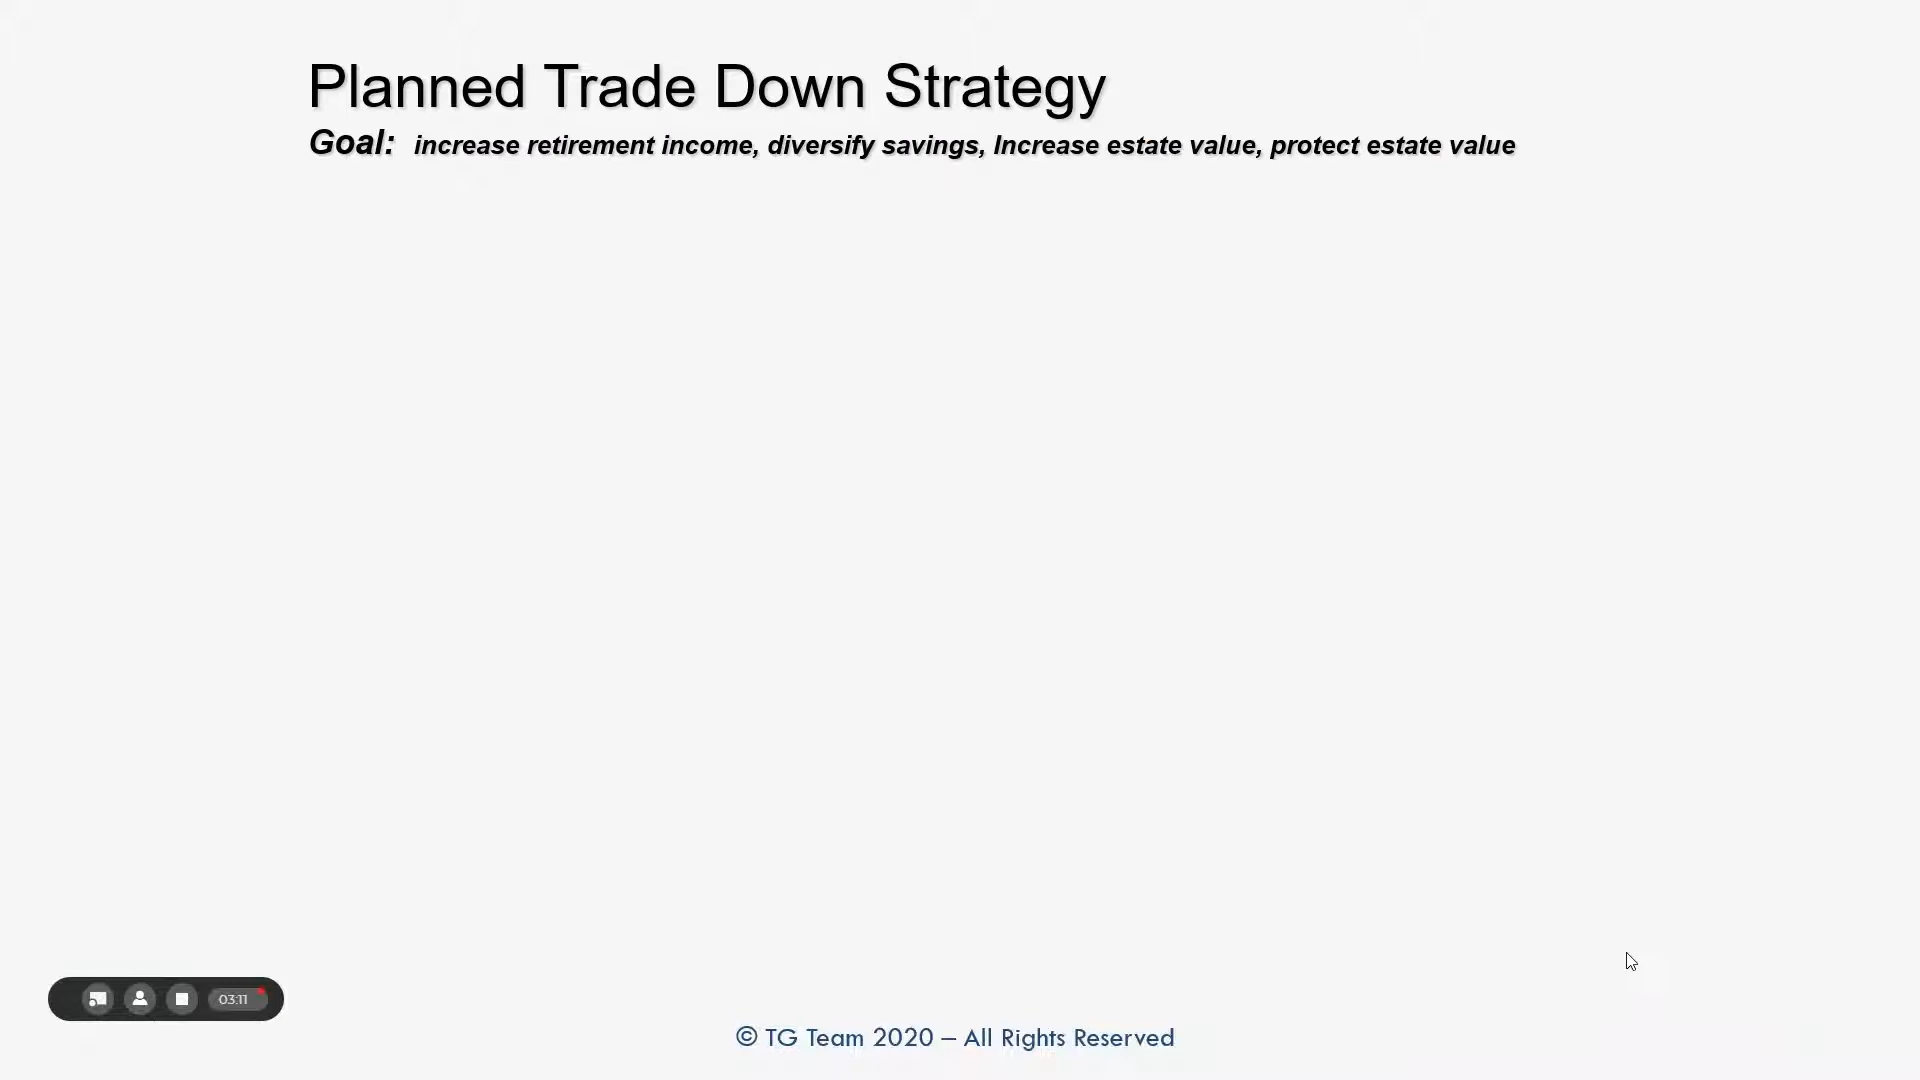 Planned Trade Down Strategy
Goal: increase retirement income, diversify savings, Increase estate value, protect estate value
03:11
© TG Team 2020 – All Rights Reserved